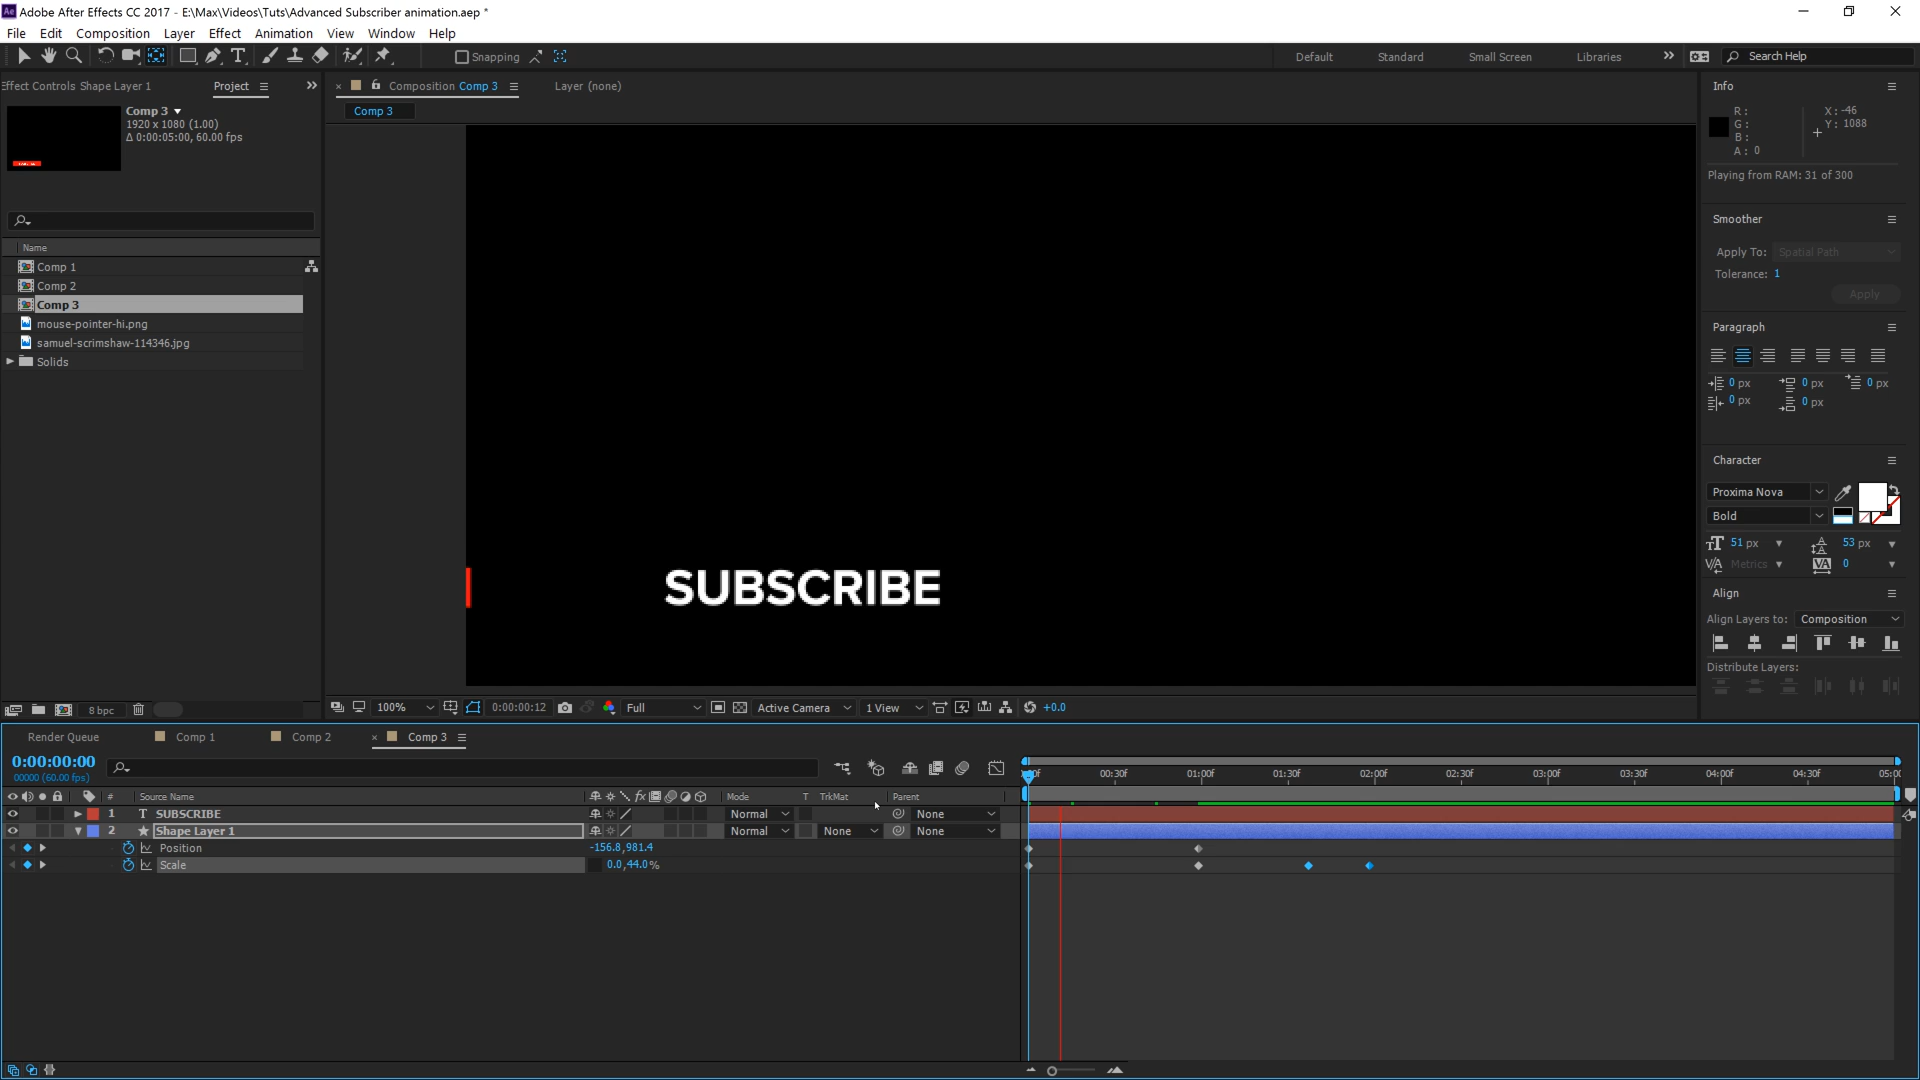 Adobe After Effects CC 2017 - E:\Max\Videos\Tuts\Advanced Subscriber animation.aep *
File Edit Composition Layer Effect Animation View Window Help
Snapping
Default Standard Small Screen Libraries Search Help
Effect Controls Shape Layer 1 Project
Composition Comp 3 Layer (none)
Comp 3
Comp 3
1920 x 1080 (1.00)
Δ 0:00:05:00, 60.00 fps
Name
Comp 1
Comp 2
Comp 3
mouse-pointer-hi.png
samuel-scrimshaw-114346.jpg
Solids
8 bpc
SUBSCRIBE
100% 0:00:00:12 Full Active Camera 1 View +0.0
Info
R:
G:
B:
A: 0
X: -46
Y: 1088
Playing from RAM: 31 of 300
Smoother
Apply To: Spatial Path
Tolerance: 1
Apply
Paragraph
0 px 0 px 0 px
0 px 0 px
Character
Proxima Nova
Bold
51 px 53 px
Metrics 0
Align
Align Layers to: Composition
Distribute Layers:
Render Queue Comp 1 Comp 2 Comp 3
0:00:00:00
00000 (60.00 fps)
00:30f 01:00f 01:30f 02:00f 02:30f 03:00f 03:30f 04:00f 04:30f
# Source Name Mode T TrkMat Parent
1 T SUBSCRIBE Normal None
2 Shape Layer 1 Normal None None
Position -156.8,981.4
Scale 0.0,44.0%